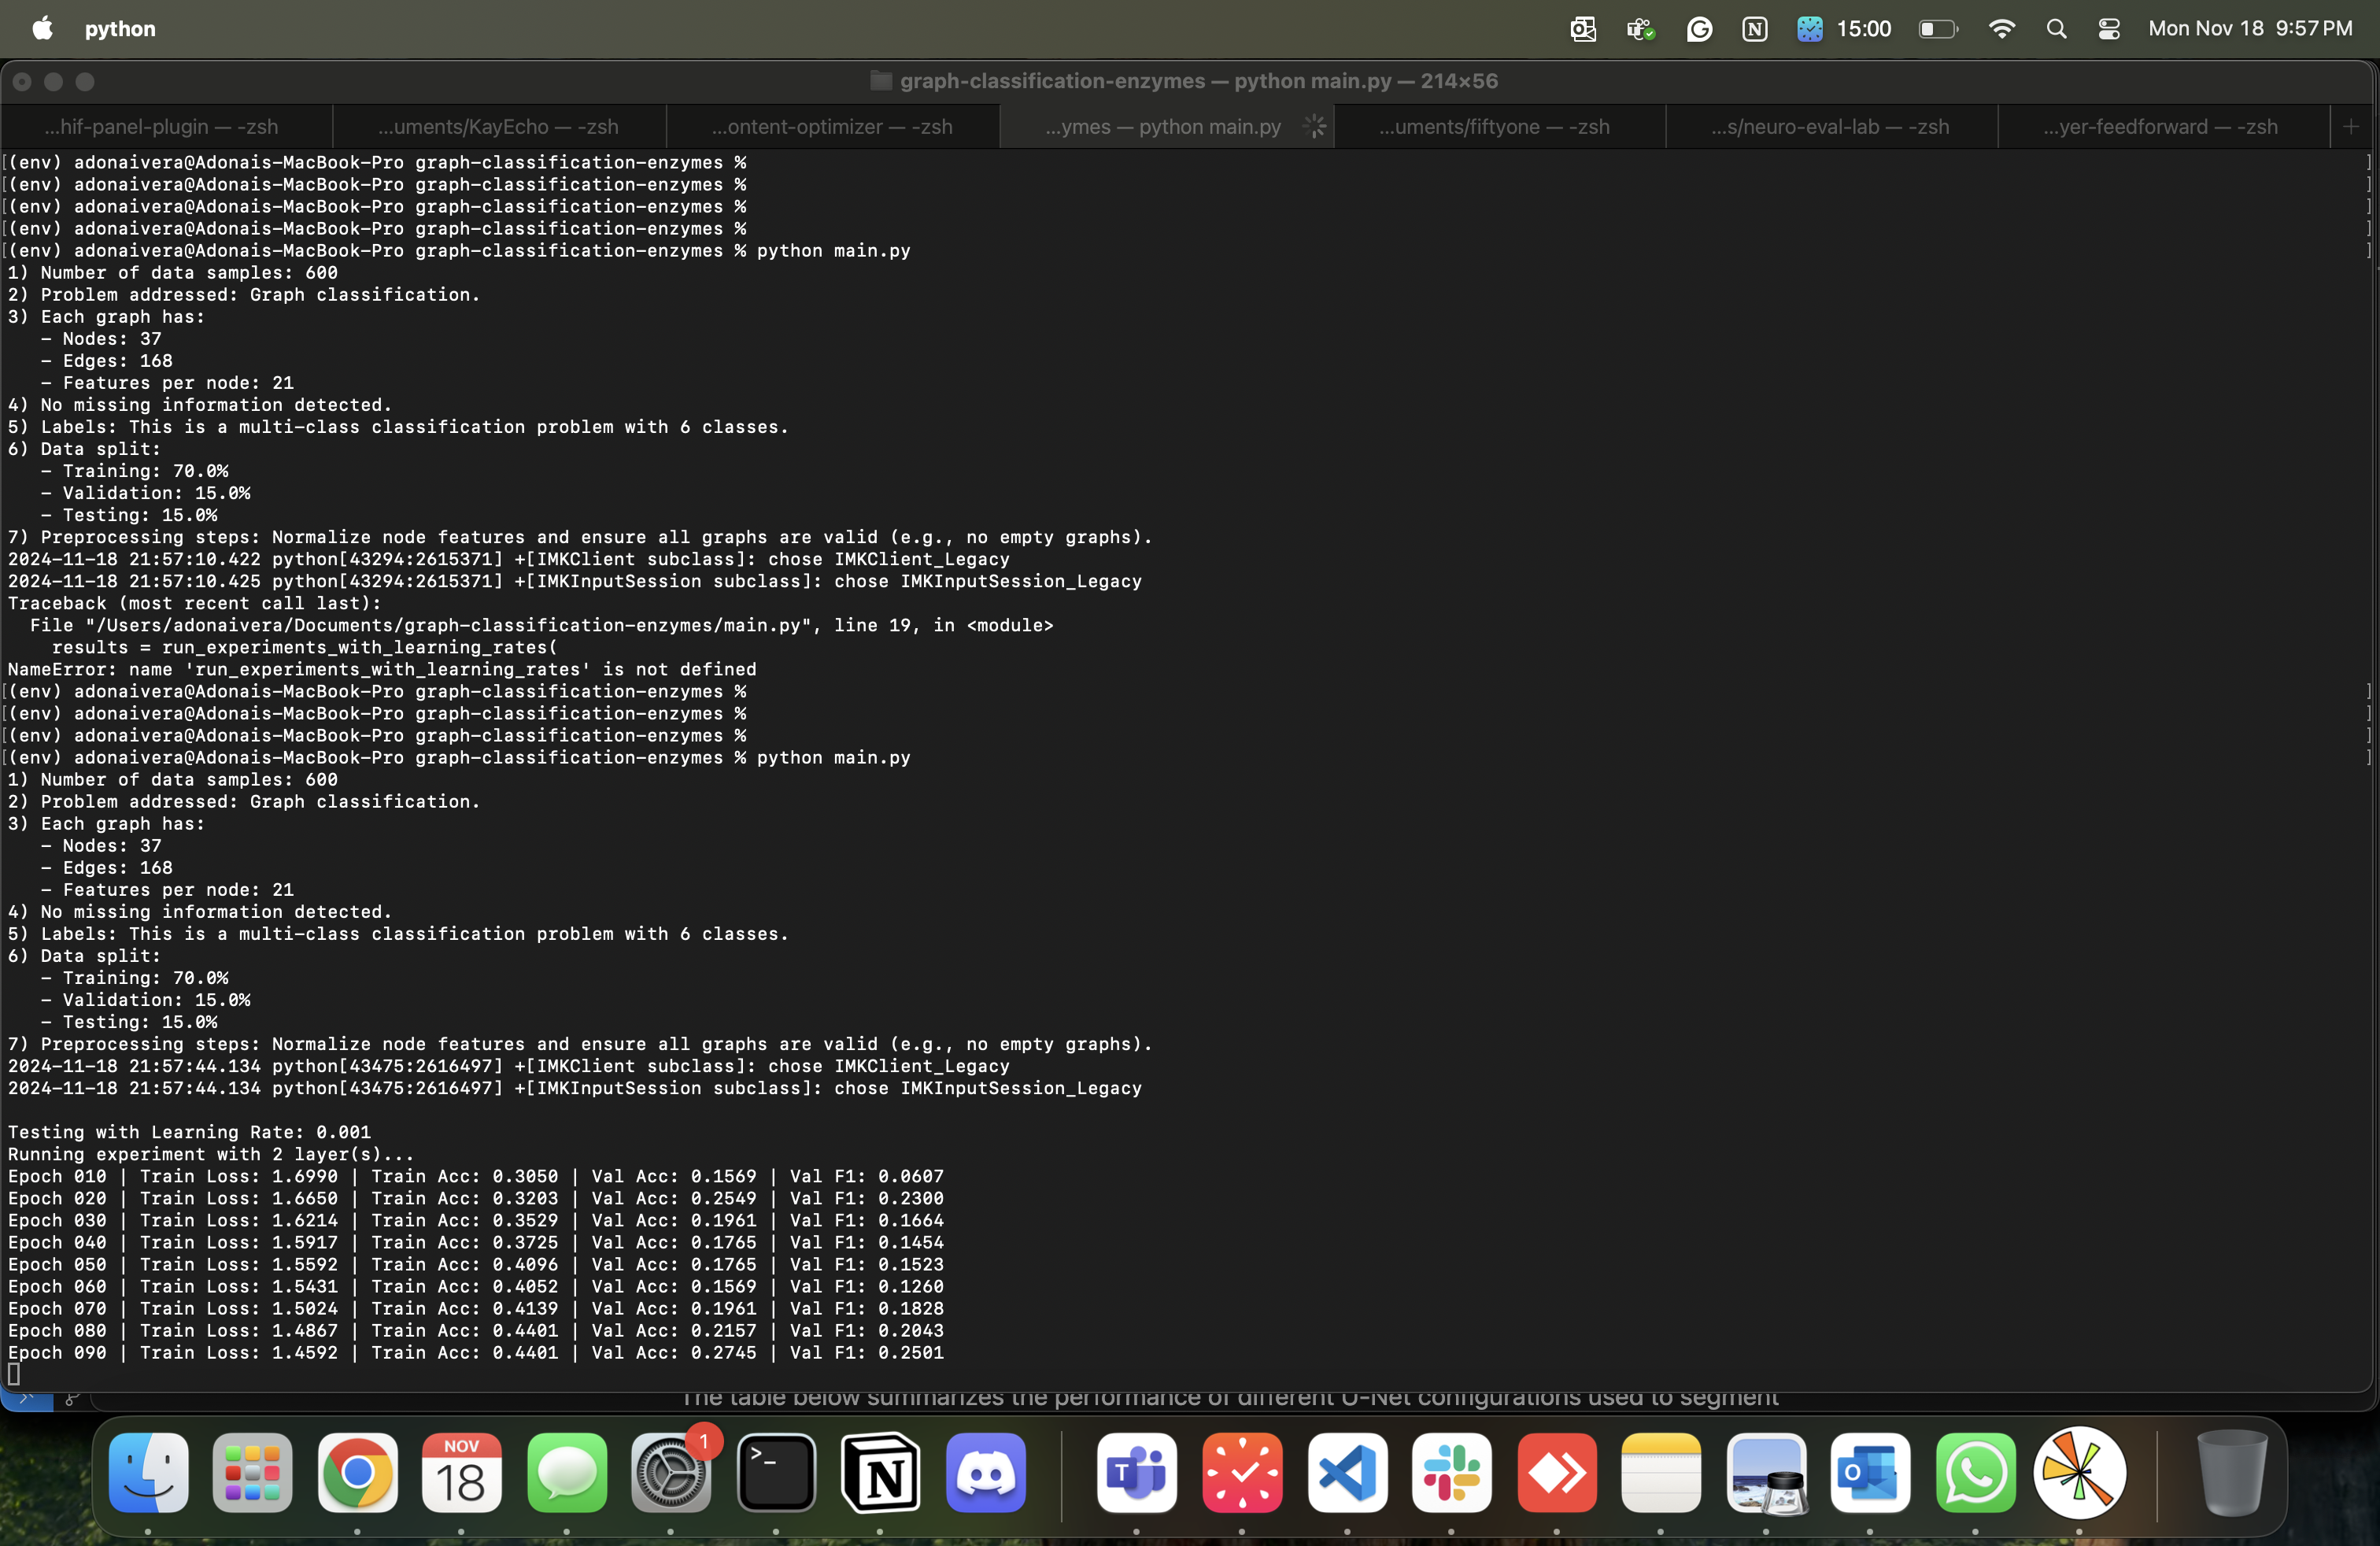 python
15:00
Mon Nov 18 9:57 PM
graph-classification-enzymes — python main.py — 214×56
...hif-panel-plugin — -zsh
...uments/KayEcho — -zsh
...ontent-optimizer — -zsh
...ymes — python main.py
...uments/fiftyone — -zsh
...s/neuro-eval-lab — -zsh
...yer-feedforward — -zsh
[(env) adonaivera@Adonais-MacBook-Pro graph-classification-enzymes % ]
[(env) adonaivera@Adonais-MacBook-Pro graph-classification-enzymes % ]
[(env) adonaivera@Adonais-MacBook-Pro graph-classification-enzymes % ]
[(env) adonaivera@Adonais-MacBook-Pro graph-classification-enzymes % ]
[(env) adonaivera@Adonais-MacBook-Pro graph-classification-enzymes % python main.py ]
1) Number of data samples: 600
2) Problem addressed: Graph classification.
3) Each graph has:
– Nodes: 37
– Edges: 168
– Features per node: 21
4) No missing information detected.
5) Labels: This is a multi-class classification problem with 6 classes.
6) Data split:
– Training: 70.0%
– Validation: 15.0%
– Testing: 15.0%
7) Preprocessing steps: Normalize node features and ensure all graphs are valid (e.g., no empty graphs).
2024-11-18 21:57:10.422 python[43294:2615371] +[IMKClient subclass]: chose IMKClient_Legacy
2024-11-18 21:57:10.425 python[43294:2615371] +[IMKInputSession subclass]: chose IMKInputSession_Legacy
Traceback (most recent call last):
File "/Users/adonaivera/Documents/graph-classification-enzymes/main.py", line 19, in <module>
results = run_experiments_with_learning_rates(
NameError: name 'run_experiments_with_learning_rates' is not defined
[(env) adonaivera@Adonais-MacBook-Pro graph-classification-enzymes % ]
[(env) adonaivera@Adonais-MacBook-Pro graph-classification-enzymes % ]
[(env) adonaivera@Adonais-MacBook-Pro graph-classification-enzymes % ]
[(env) adonaivera@Adonais-MacBook-Pro graph-classification-enzymes % python main.py ]
1) Number of data samples: 600
2) Problem addressed: Graph classification.
3) Each graph has:
– Nodes: 37
– Edges: 168
– Features per node: 21
4) No missing information detected.
5) Labels: This is a multi-class classification problem with 6 classes.
6) Data split:
– Training: 70.0%
– Validation: 15.0%
– Testing: 15.0%
7) Preprocessing steps: Normalize node features and ensure all graphs are valid (e.g., no empty graphs).
2024-11-18 21:57:44.134 python[43475:2616497] +[IMKClient subclass]: chose IMKClient_Legacy
2024-11-18 21:57:44.134 python[43475:2616497] +[IMKInputSession subclass]: chose IMKInputSession_Legacy
Testing with Learning Rate: 0.001
Running experiment with 2 layer(s)...
Epoch 010 | Train Loss: 1.6990 | Train Acc: 0.3050 | Val Acc: 0.1569 | Val F1: 0.0607
Epoch 020 | Train Loss: 1.6650 | Train Acc: 0.3203 | Val Acc: 0.2549 | Val F1: 0.2300
Epoch 030 | Train Loss: 1.6214 | Train Acc: 0.3529 | Val Acc: 0.1961 | Val F1: 0.1664
Epoch 040 | Train Loss: 1.5917 | Train Acc: 0.3725 | Val Acc: 0.1765 | Val F1: 0.1454
Epoch 050 | Train Loss: 1.5592 | Train Acc: 0.4096 | Val Acc: 0.1765 | Val F1: 0.1523
Epoch 060 | Train Loss: 1.5431 | Train Acc: 0.4052 | Val Acc: 0.1569 | Val F1: 0.1260
Epoch 070 | Train Loss: 1.5024 | Train Acc: 0.4139 | Val Acc: 0.1961 | Val F1: 0.1828
Epoch 080 | Train Loss: 1.4867 | Train Acc: 0.4401 | Val Acc: 0.2157 | Val F1: 0.2043
Epoch 090 | Train Loss: 1.4592 | Train Acc: 0.4401 | Val Acc: 0.2745 | Val F1: 0.2501
The table below summarizes the performance of different U-Net configurations used to segment
NOV
18
1